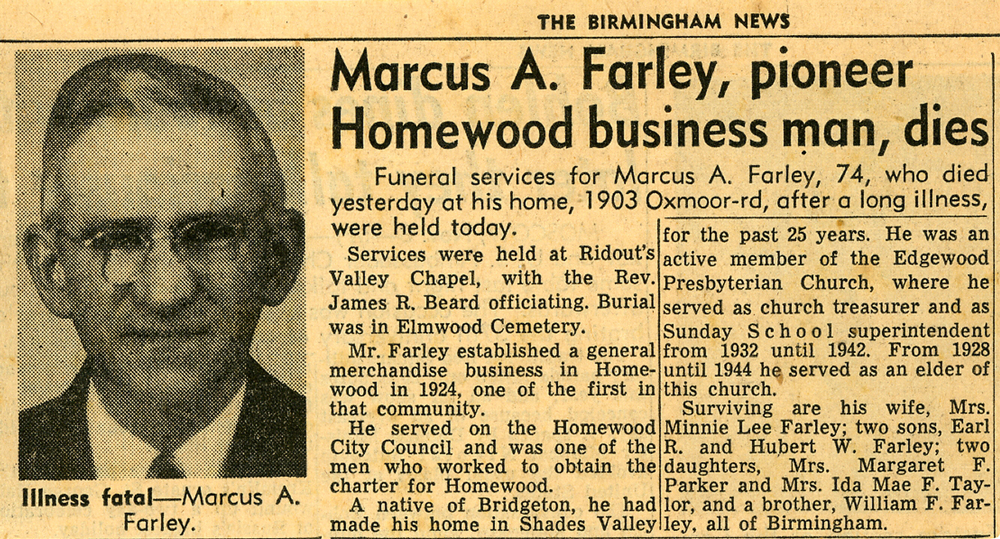 THE BIRMINGHAM NEWS
Marcus A. Farley, pioneer
Homewood business man, dies
Funeral services for Marcus A. Farley, 74, who died
yesterday at his home, 1903 Oxmoor-rd, after a long illness,
were held today.
Services were held at Ridout's
Valley Chapel, with the Rev.
James R. Beard officiating. Burial
was in Elmwood Cemetery.
Mr. Farley established a general
merchandise business in Home-
wood in 1924, one of the first in
that community.
He served on the Homewood
City Council and was one of the
men who worked to obtain the
charter for Homewood.
A native of Bridgeton, he had
made his home in Shades Valley
for the past 25 years. He was an
active member of the Edgewood
Presbyterian Church, where he
served as church treasurer and as
Sunday School superintendent
from 1932 until 1942. From 1928
until 1944 he served as an elder of
this church.
Surviving are his wife, Mrs.
Minnie Lee Farley; two sons, Earl
R. and Hubert W. Farley; two
daughters, Mrs. Margaret F.
Parker and Mrs. Ida Mae F. Tay-
lor, and a brother, William F. Far-
ley, all of Birmingham.
Illness fatal—Marcus A.
Farley.